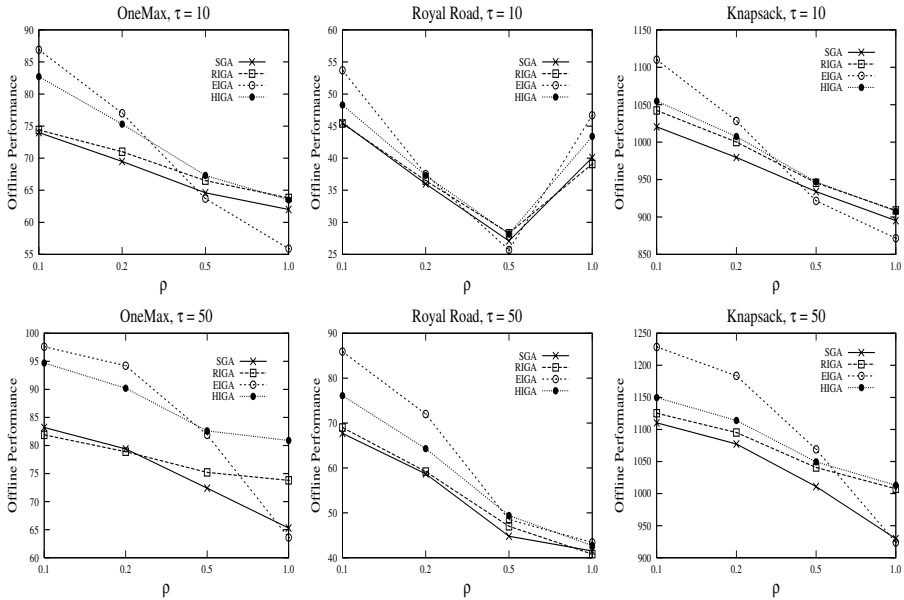 OneMax, τ = 10
Offline Performance
90
85
80
75
70
65
60
55
0.1 0.2 0.5 1.0
ρ
SGA
RIGA
EIGA
HIGA
Royal Road, τ = 10
Offline Performance
60
55
50
45
40
35
30
25
0.1 0.2 0.5 1.0
ρ
SGA
RIGA
EIGA
HIGA
Knapsack, τ = 10
Offline Performance
1150
1100
1050
1000
950
900
850
0.1 0.2 0.5 1.0
ρ
SGA
RIGA
EIGA
HIGA
OneMax, τ = 50
Offline Performance
100
95
90
85
80
75
70
65
60
0.1 0.2 0.5 1.0
ρ
SGA
RIGA
EIGA
HIGA
Royal Road, τ = 50
Offline Performance
90
80
70
60
50
40
0.1 0.2 0.5 1.0
ρ
SGA
RIGA
EIGA
HIGA
Knapsack, τ = 50
Offline Performance
1250
1200
1150
1100
1050
1000
950
900
0.1 0.2 0.5 1.0
ρ
SGA
RIGA
EIGA
HIGA